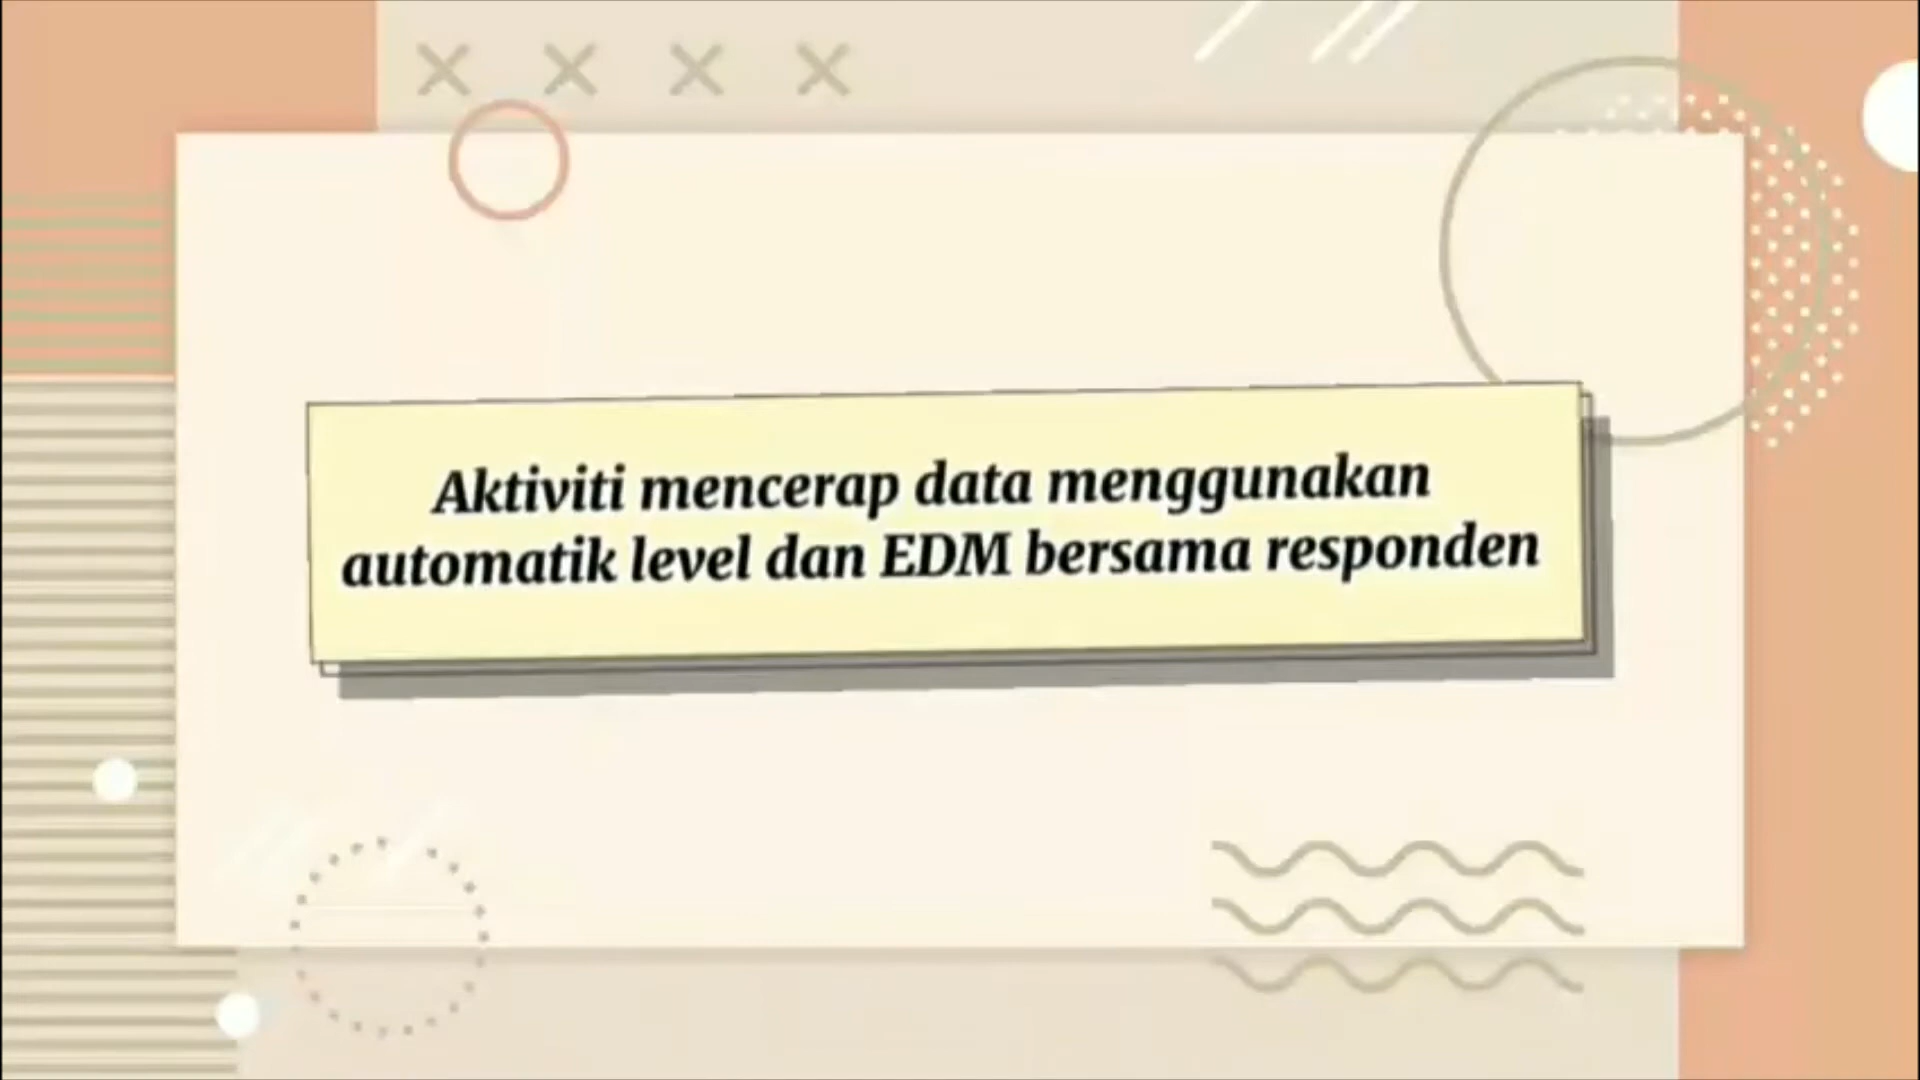 Aktiviti mencerap data menggunakan
automatik level dan EDM bersama responden